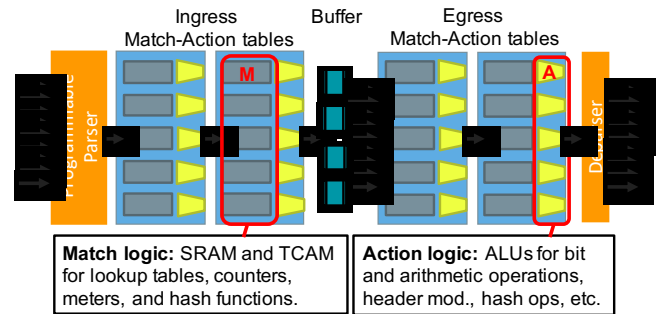 Ingress
Match-Action tables
Buffer
Egress
Match-Action tables
Programmable
Parser
M
A
Deparser
Match logic: SRAM and TCAM
for lookup tables, counters,
meters, and hash functions.
Action logic: ALUs for bit
and arithmetic operations,
header mod., hash ops, etc.